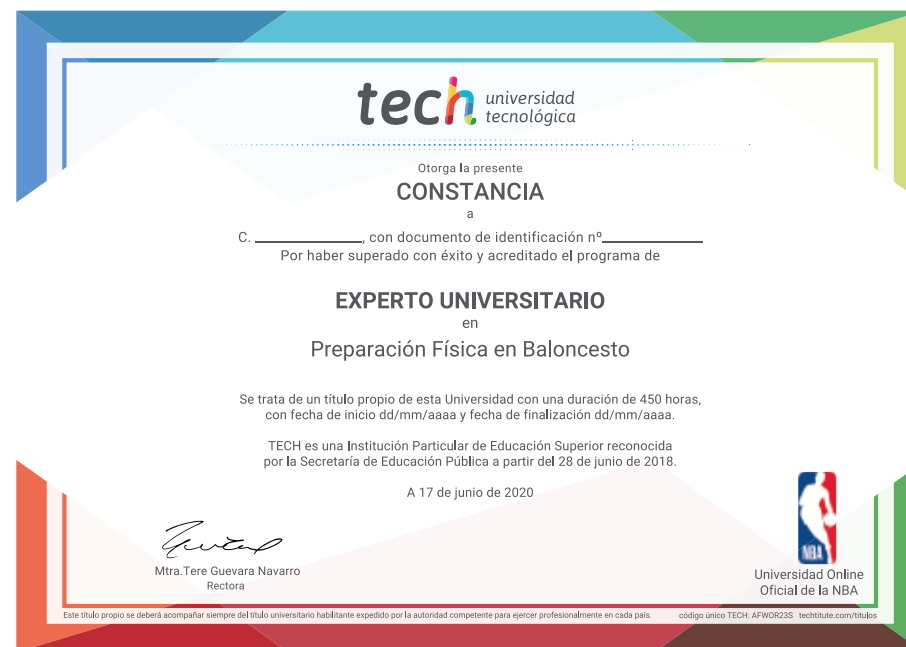 tech universidad
tecnológica
Otorga la presente
CONSTANCIA
a
C. ____________, con documento de identificación nº____________
Por haber superado con éxito y acreditado el programa de
EXPERTO UNIVERSITARIO
en
Preparación Física en Baloncesto
Se trata de un título propio de esta Universidad con una duración de 450 horas,
con fecha de inicio dd/mm/aaaa y fecha de finalización dd/mm/aaaa.
TECH es una Institución Particular de Educación Superior reconocida
por la Secretaría de Educación Pública a partir del 28 de junio de 2018.
A 17 de junio de 2020
Mtra.Tere Guevara Navarro
Rectora
NBA
Universidad Online
Oficial de la NBA
Este título propio se deberá acompañar siempre del título universitario habilitante expedido por la autoridad competente para ejercer profesionalmente en cada país. código único TECH: AFWOR23S techtitute.com/titulos